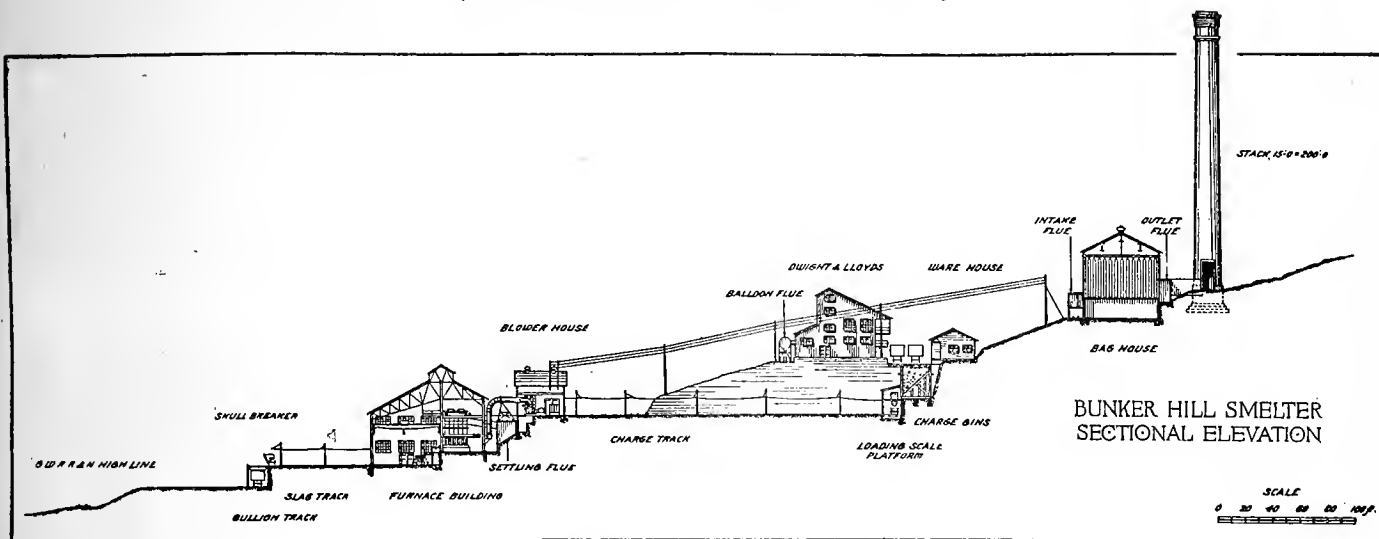 STACK, 15'-0" = 200'-0
INTAKE
FLUE
OUTLET
FLUE
DWIGHT & LLOYDS
WARE HOUSE
BALLOON FLUE
BLOWER HOUSE
BAG HOUSE
SKULL BREAKER
CHARGE BINS
BUNKER HILL SMELTER
SECTIONAL ELEVATION
CHARGE TRACK
LOADING SCALE
PLATFORM
HIGH LINE
SETTLING FLUE
SLAG TRACK
FURNACE BUILDING
BULLION TRACK
SCALE
0 20 40 60 80 100 ft.